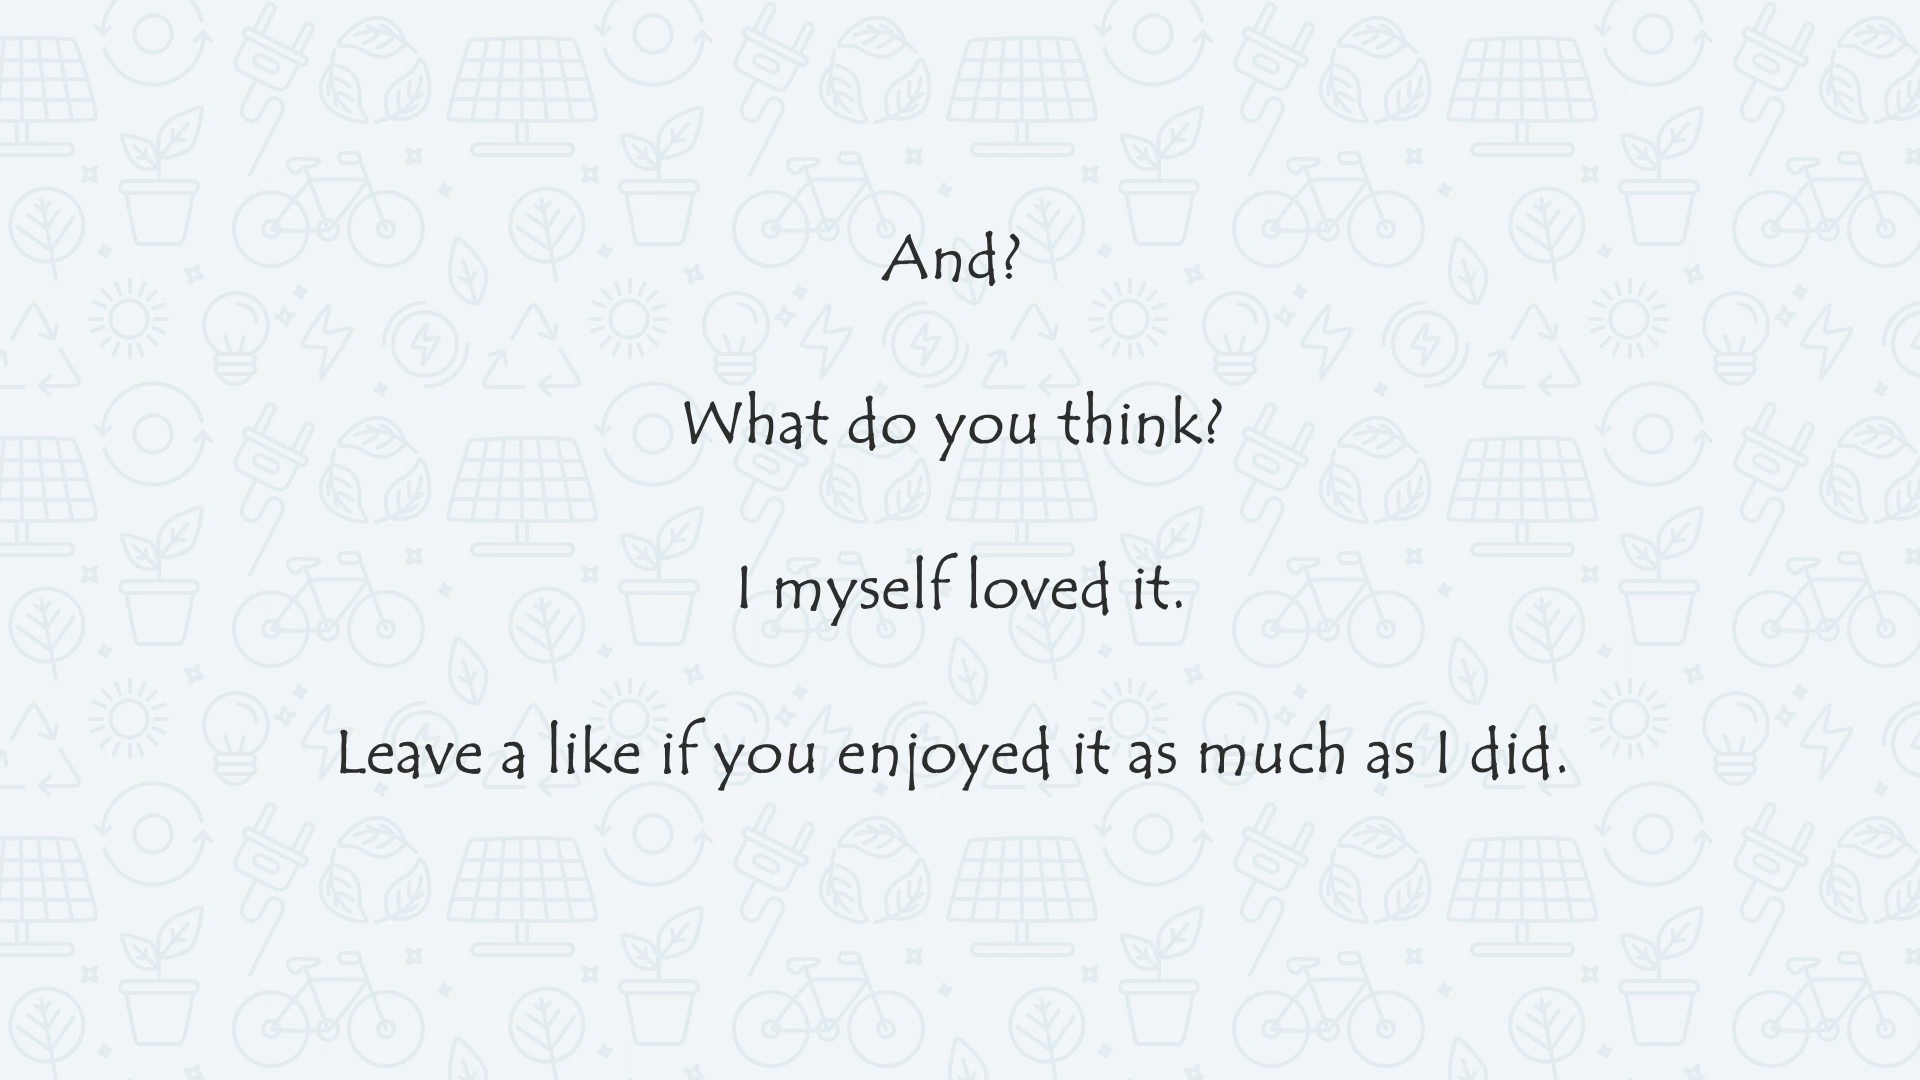 And?
What do you think?
I myself loved it.
Leave a like if you enjoyed it as much as I did.